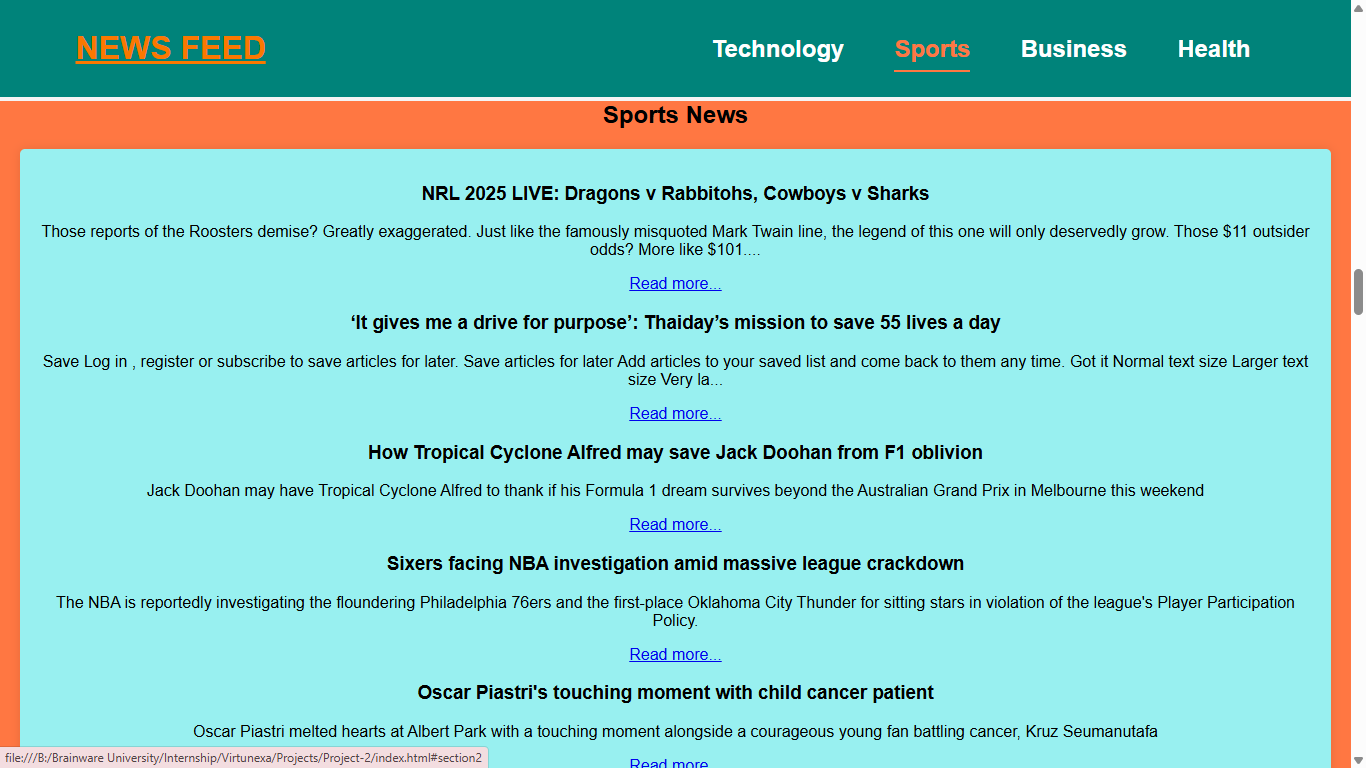 NEWS FEED
Technology Sports Business Health
Sports News
NRL 2025 LIVE: Dragons v Rabbitohs, Cowboys v Sharks
Those reports of the Roosters demise? Greatly exaggerated. Just like the famously misquoted Mark Twain line, the legend of this one will only deservedly grow. Those $11 outsider
odds? More like $101....
Read more...
‘It gives me a drive for purpose’: Thaiday’s mission to save 55 lives a day
Save Log in , register or subscribe to save articles for later. Save articles for later Add articles to your saved list and come back to them any time. Got it Normal text size Larger text
size Very la...
Read more...
How Tropical Cyclone Alfred may save Jack Doohan from F1 oblivion
Jack Doohan may have Tropical Cyclone Alfred to thank if his Formula 1 dream survives beyond the Australian Grand Prix in Melbourne this weekend
Read more...
Sixers facing NBA investigation amid massive league crackdown
The NBA is reportedly investigating the floundering Philadelphia 76ers and the first-place Oklahoma City Thunder for sitting stars in violation of the league's Player Participation
Policy.
Read more...
Oscar Piastri's touching moment with child cancer patient
Oscar Piastri melted hearts at Albert Park with a touching moment alongside a courageous young fan battling cancer, Kruz Seumanutafa
Read more...
file:///B:/Brainware University/Internship/Virtunexa/Projects/Project-2/index.html#section2